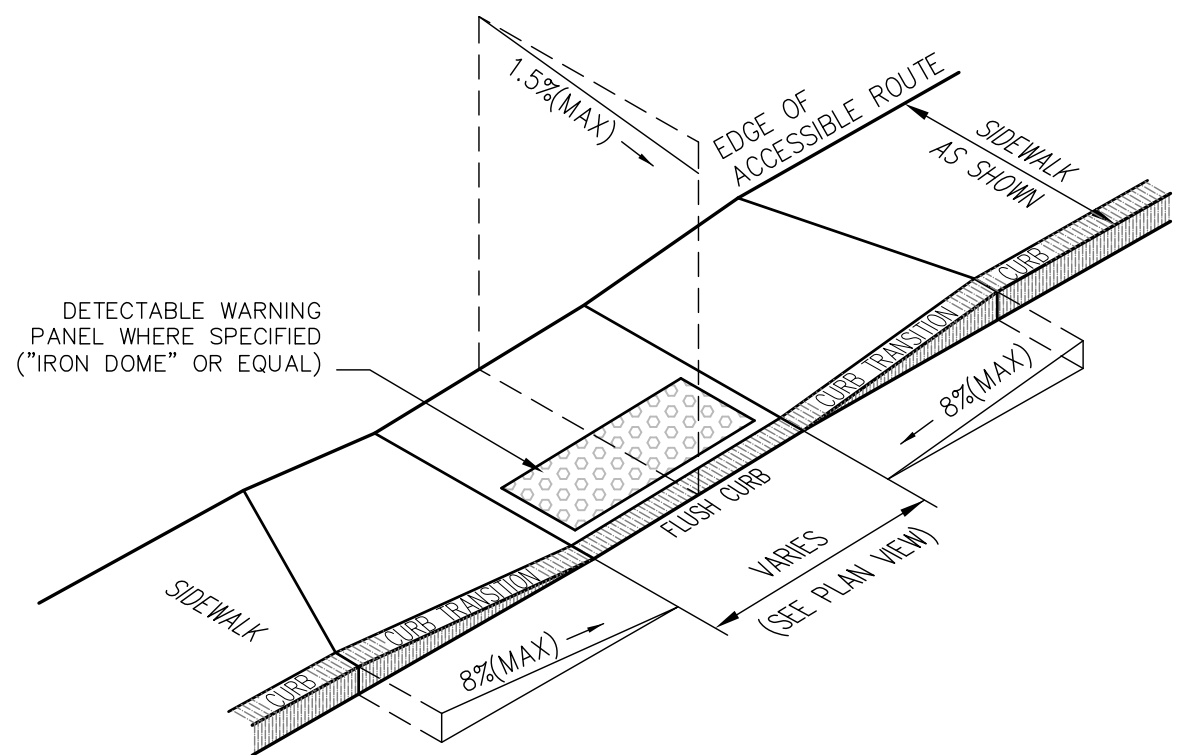 1.5%(MAX)
EDGE OF
ACCESSIBLE ROUTE
SIDEWALK
AS SHOWN
DETECTABLE WARNING
PANEL WHERE SPECIFIED
("IRON DOME" OR EQUAL)
CURB
CURB TRANSITION
8%(MAX)
FLUSH CURB
VARIES
(SEE PLAN VIEW)
SIDEWALK
CURB TRANSITION
8%(MAX)
CURB